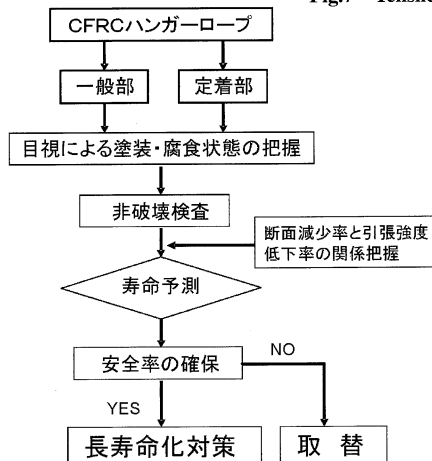 CFRCハンガーロープ
一般部
定着部
目視による塗装・腐食状態の把握
非破壊検査
断面減少率と引張強度
低下率の関係把握
寿命予測
安全率の確保
NO
YES
長寿命化対策
取 替